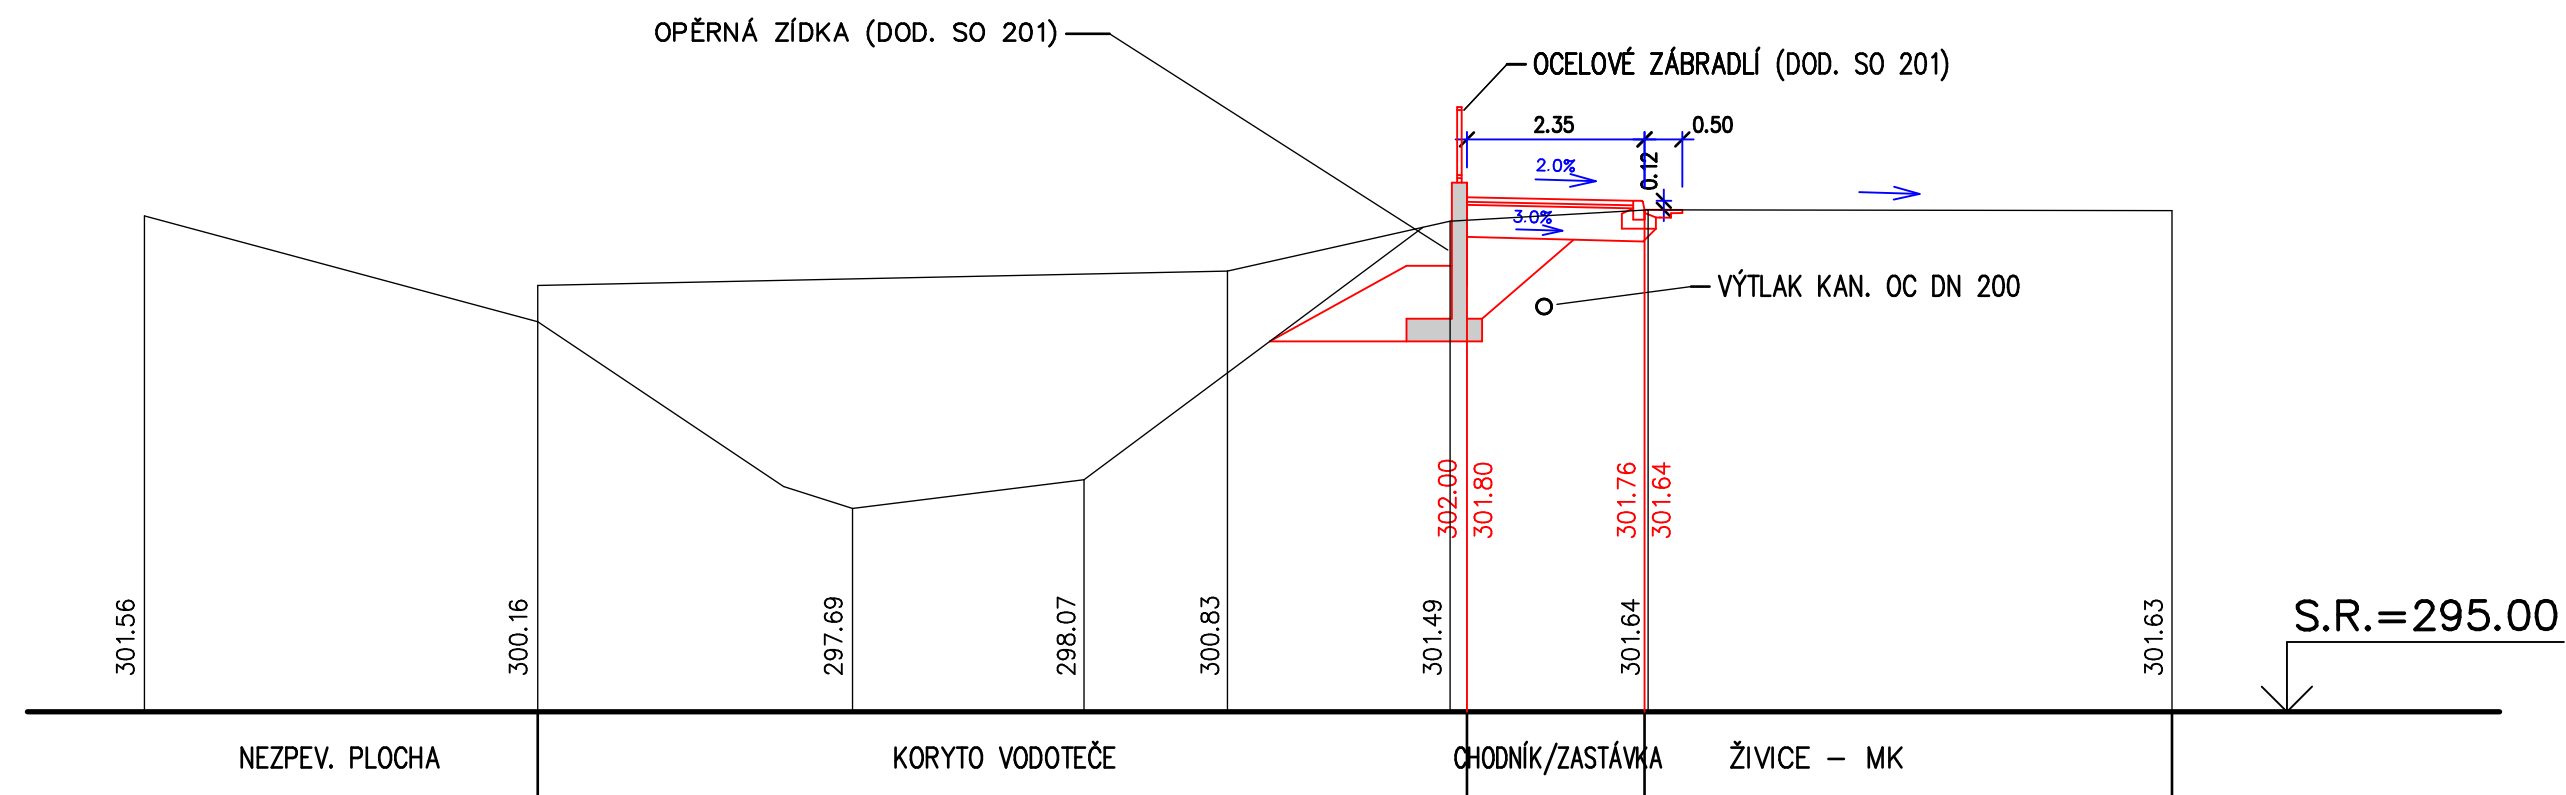 OPĚRNÁ ZÍDKA (DOD. SO 201)
OCELOVÉ ZÁBRADLÍ (DOD. SO 201)
2.35
0.50
0.12
2.0%
3.0%
VÝTLAK KAN. OC DN 200
302.00
301.80
301.76
301.64
301.56
300.16
297.69
298.07
300.83
301.49
301.64
301.63
S.R.=295.00
NEZPEV. PLOCHA
KORYTO VODOTEČE
CHODNÍK/ZASTÁVKA
ŽIVICE – MK